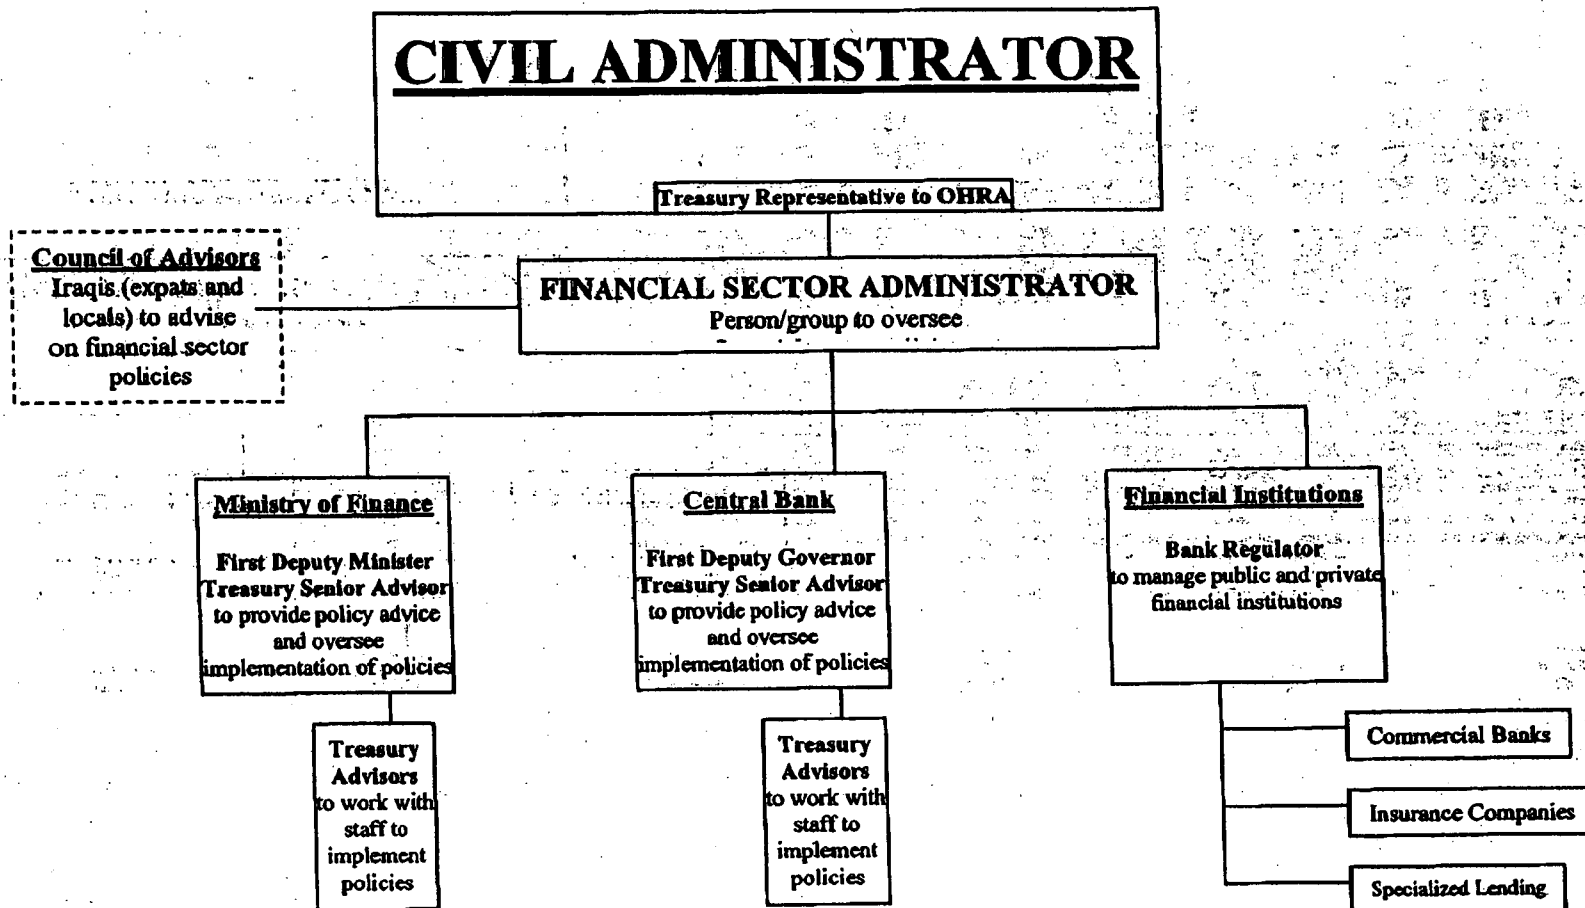 CIVIL ADMINISTRATOR
Treasury Representative to OHRA
Council of Advisors
Iraqis (expats and
locals) to advise
on financial sector
policies
FINANCIAL SECTOR ADMINISTRATOR
Person/group to oversee
Ministry of Finance
First Deputy Minister
Treasury Senior Advisor
to provide policy advice
and oversee
implementation of policies
Central Bank
First Deputy Governor
Treasury Senior Advisor
to provide policy advice
and oversee
implementation of policies
Financial Institutions
Bank Regulator
to manage public and private
financial institutions
Treasury
Advisors
to work with
staff to
implement
policies
Treasury
Advisors
to work with
staff to
implement
policies
Commercial Banks
Insurance Companies
Specialized Lending